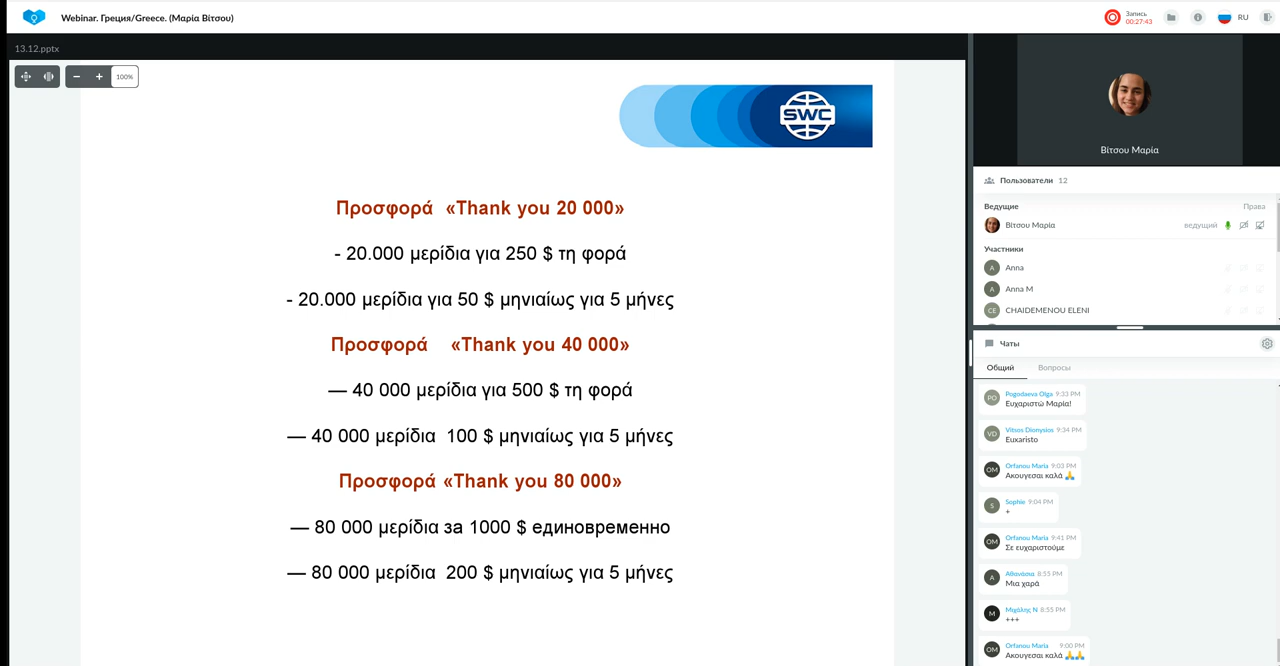 Webinar. Греция/Greece. (Μαρία Βίτσου)
Запись
00:27:43
RU
13.12.pptx
100%
SWC
Προσφορά «Thank you 20 000»
- 20.000 μερίδια για 250 $ τη φορά
- 20.000 μερίδια για 50 $ μηνιαίως για 5 μήνες
Προσφορά «Thank you 40 000»
— 40 000 μερίδια για 500 $ τη φορά
— 40 000 μερίδια 100 $ μηνιαίως για 5 μήνες
Προσφορά «Thank you 80 000»
— 80 000 μερίδια за 1000 $ единовременно
— 80 000 μερίδια 200 $ μηνιαίως για 5 μήνες
Βίτσου Μαρία
Пользователи 12
Ведущие Права
Βίτσου Μαρία ведущий
Участники
A Anna
A Anna M
CE CHAIDEMENOU ELENI
Чаты
Общий Вопросы
PO Pogodaeva Olga 9:33 PM
Ευχαριστώ Μαρία!
VD Vitsos Dionysios 9:34 PM
Euxaristo
OM Orfanou Maria 9:03 PM
Ακουγεσαι καλά 🙏
S Sophie 9:04 PM
+
OM Orfanou Maria 9:41 PM
Σε ευχαριστούμε
A Αθανάσιο 8:55 PM
Μια χαρά
M Μιχάλης Ν 8:55 PM
+++
OM Orfanou Maria 9:00 PM
Ακουγεσαι καλά 🙏🙏